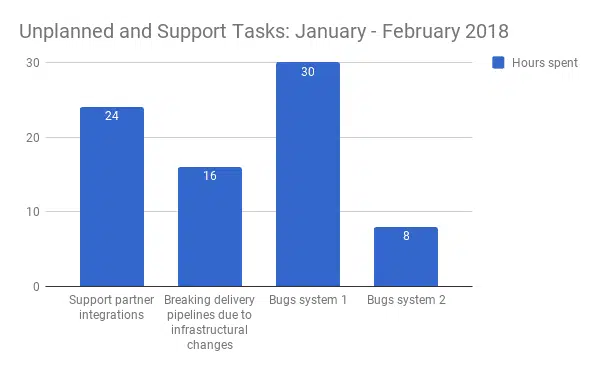 Unplanned and Support Tasks: January - February 2018
Hours spent
30
20
10
0
24
16
30
8
Support partner
integrations
Breaking delivery
pipelines due to
infrastructural
changes
Bugs system 1
Bugs system 2